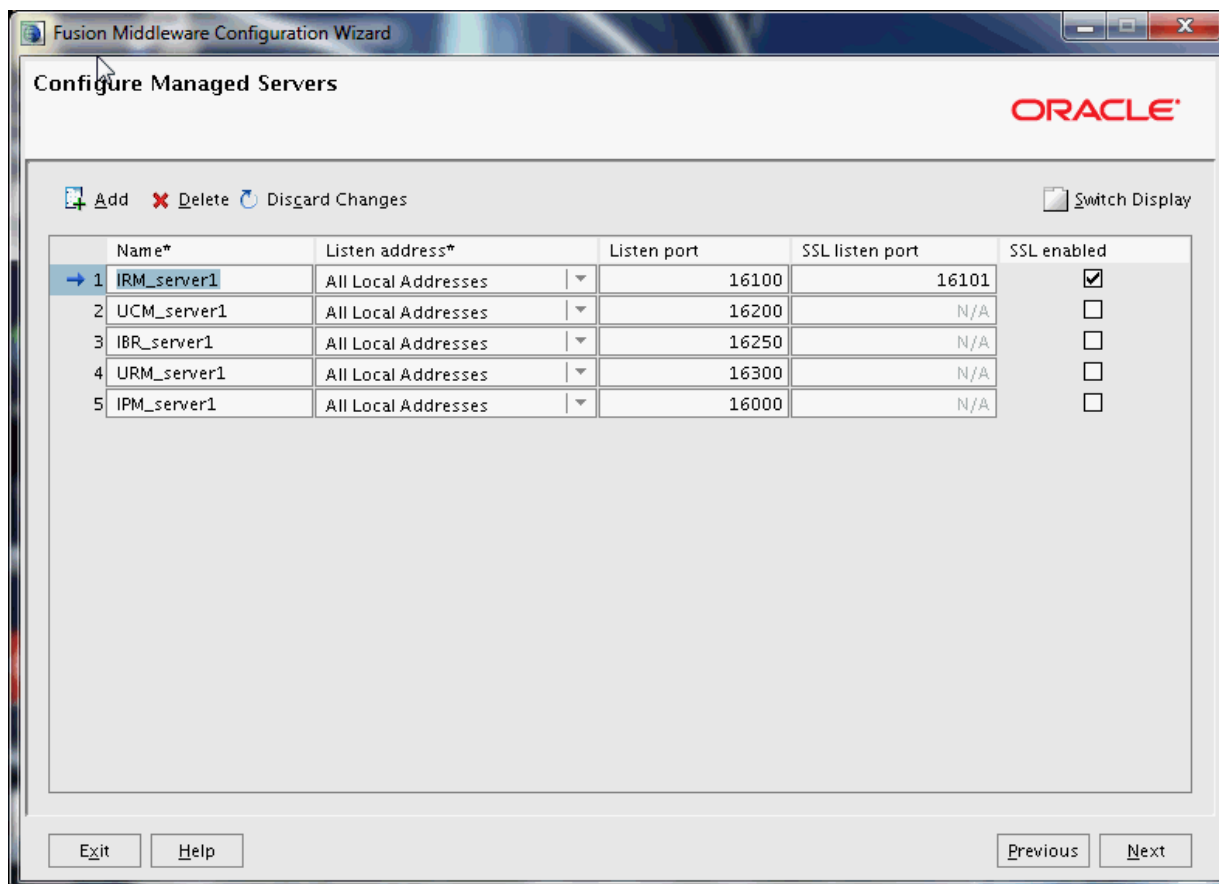 Fusion Middleware Configuration Wizard
Configure Managed Servers
ORACLE
Add Delete Discard Changes Switch Display
Name* Listen address* Listen port SSL listen port SSL enabled
1 IRM_server1 All Local Addresses 16100 16101
2 UCM_server1 All Local Addresses 16200 N/A
3 IBR_server1 All Local Addresses 16250 N/A
4 URM_server1 All Local Addresses 16300 N/A
5 IPM_server1 All Local Addresses 16000 N/A
Exit Help Previous Next